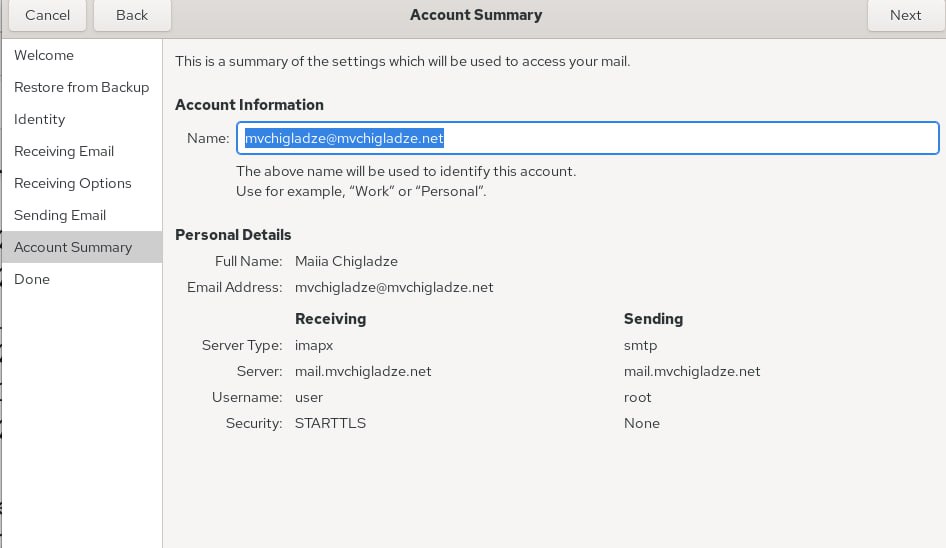 Cancel
Back
Account Summary
Next
Welcome
Restore from Backup
Identity
Receiving Email
Receiving Options
Sending Email
Account Summary
Done
This is a summary of the settings which will be used to access your mail.
Account Information
Name: mvchigladze@mvchigladze.net
The above name will be used to identify this account.
Use for example, “Work” or “Personal”.
Personal Details
Full Name: Maiia Chigladze
Email Address: mvchigladze@mvchigladze.net
Receiving Sending
Server Type: imapx smtp
Server: mail.mvchigladze.net mail.mvchigladze.net
Username: user root
Security: STARTTLS None